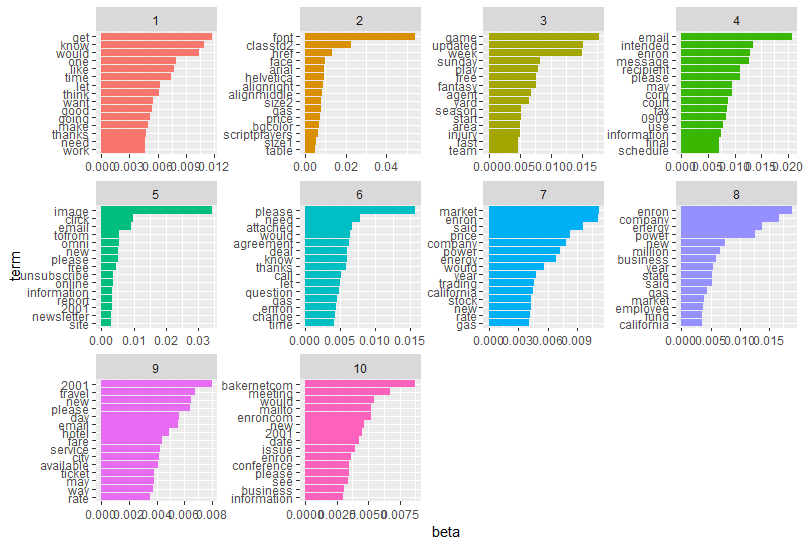 1
get
know
would
one
like
time
let
think
want
good
going
make
thanks
need
work
0.000 0.003 0.006 0.009 0.012
2
font
classtd2
href
face
arial
helvetica
alignright
alignmiddle
size2
gas
price
bgcolor
scriptplayers
size1
table
0.00 0.02 0.04
3
game
updated
week
sunday
play
free
fantasy
agent
yard
season
start
area
injury
fast
team
0.000 0.005 0.010 0.015
4
email
intended
enron
message
recipient
please
may
corp
court
fax
0909
use
information
final
schedule
0.000 0.005 0.010 0.015 0.020
term
5
image
click
email
tofrom
omni
new
please
free
unsubscribe
online
information
report
2001
newsletter
site
0.00 0.01 0.02 0.03
6
please
need
attached
would
agreement
deal
know
thanks
call
let
question
gas
enron
change
time
0.000 0.005 0.010 0.015
7
market
enron
said
price
company
power
energy
would
year
trading
california
stock
new
rate
gas
0.000 0.003 0.006 0.009
8
enron
company
energy
power
new
million
business
year
state
said
gas
market
employee
fund
california
0.000 0.005 0.010 0.015
9
2001
travel
new
please
day
email
hotel
fare
service
city
available
ticket
may
way
rate
0.000 0.002 0.004 0.006 0.008
10
bakernetcom
meeting
would
mailto
enroncom
new
2001
date
issue
enron
conference
please
see
business
information
0.0000 0.0025 0.0050 0.0075
beta